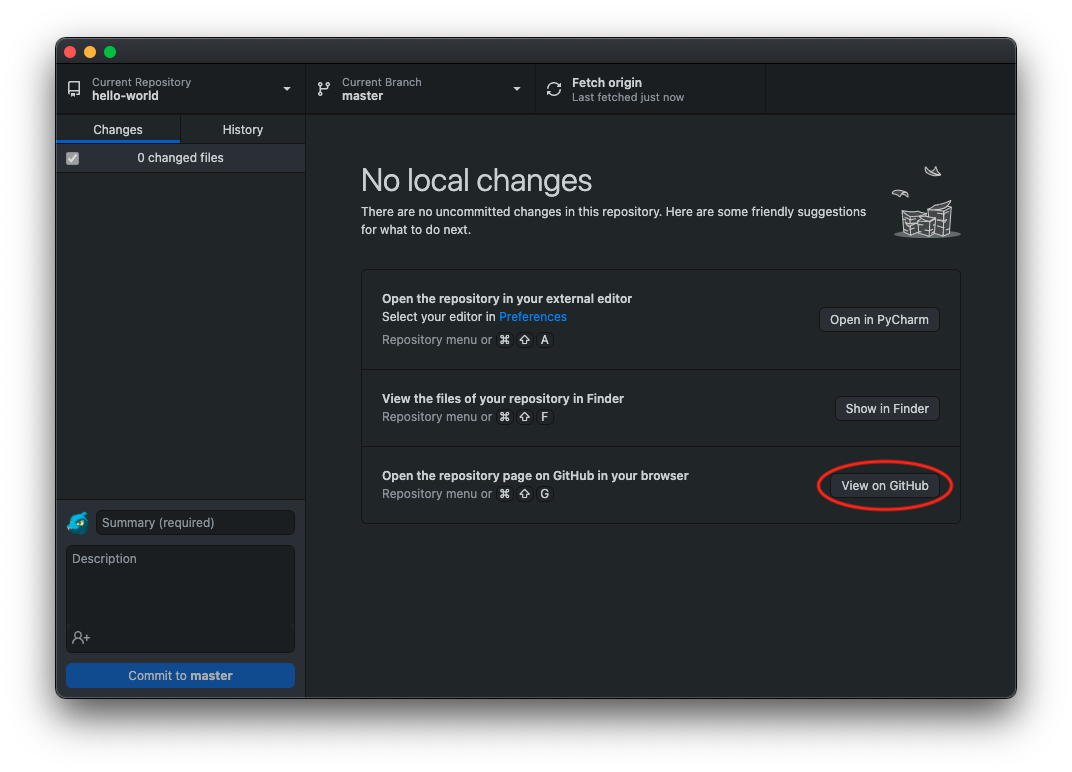 Current Repository
hello-world
Current Branch
master
Fetch origin
Last fetched just now
Changes
History
0 changed files
No local changes
There are no uncommitted changes in this repository. Here are some friendly suggestions
for what to do next.
Open the repository in your external editor
Select your editor in Preferences
Repository menu or ⌘ ⇧ A
Open in PyCharm
View the files of your repository in Finder
Repository menu or ⌘ ⇧ F
Show in Finder
Open the repository page on GitHub in your browser
Repository menu or ⌘ ⇧ G
View on GitHub
Summary (required)
Description
Commit to master